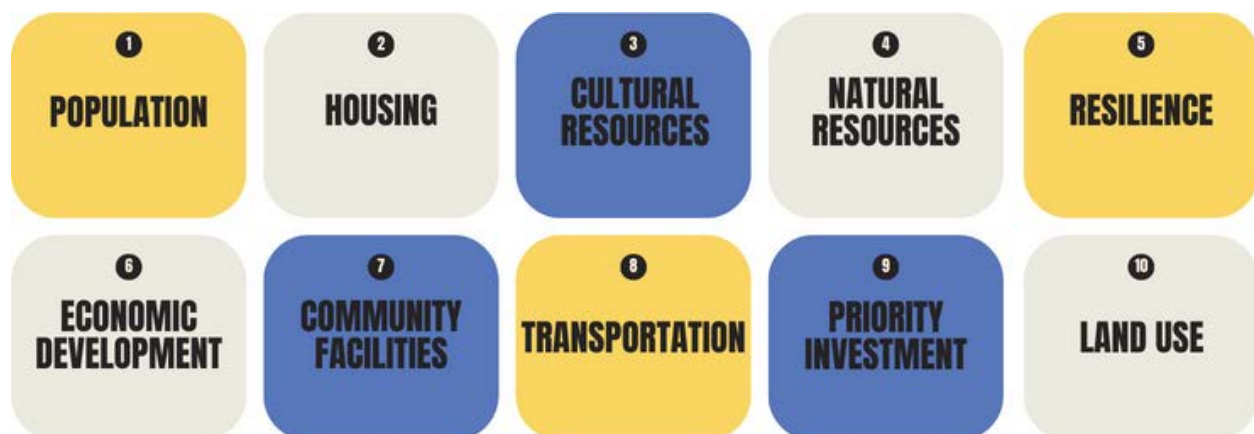 1
POPULATION
2
HOUSING
3
CULTURAL
RESOURCES
4
NATURAL
RESOURCES
5
RESILIENCE
6
ECONOMIC
DEVELOPMENT
7
COMMUNITY
FACILITIES
8
TRANSPORTATION
9
PRIORITY
INVESTMENT
10
LAND USE